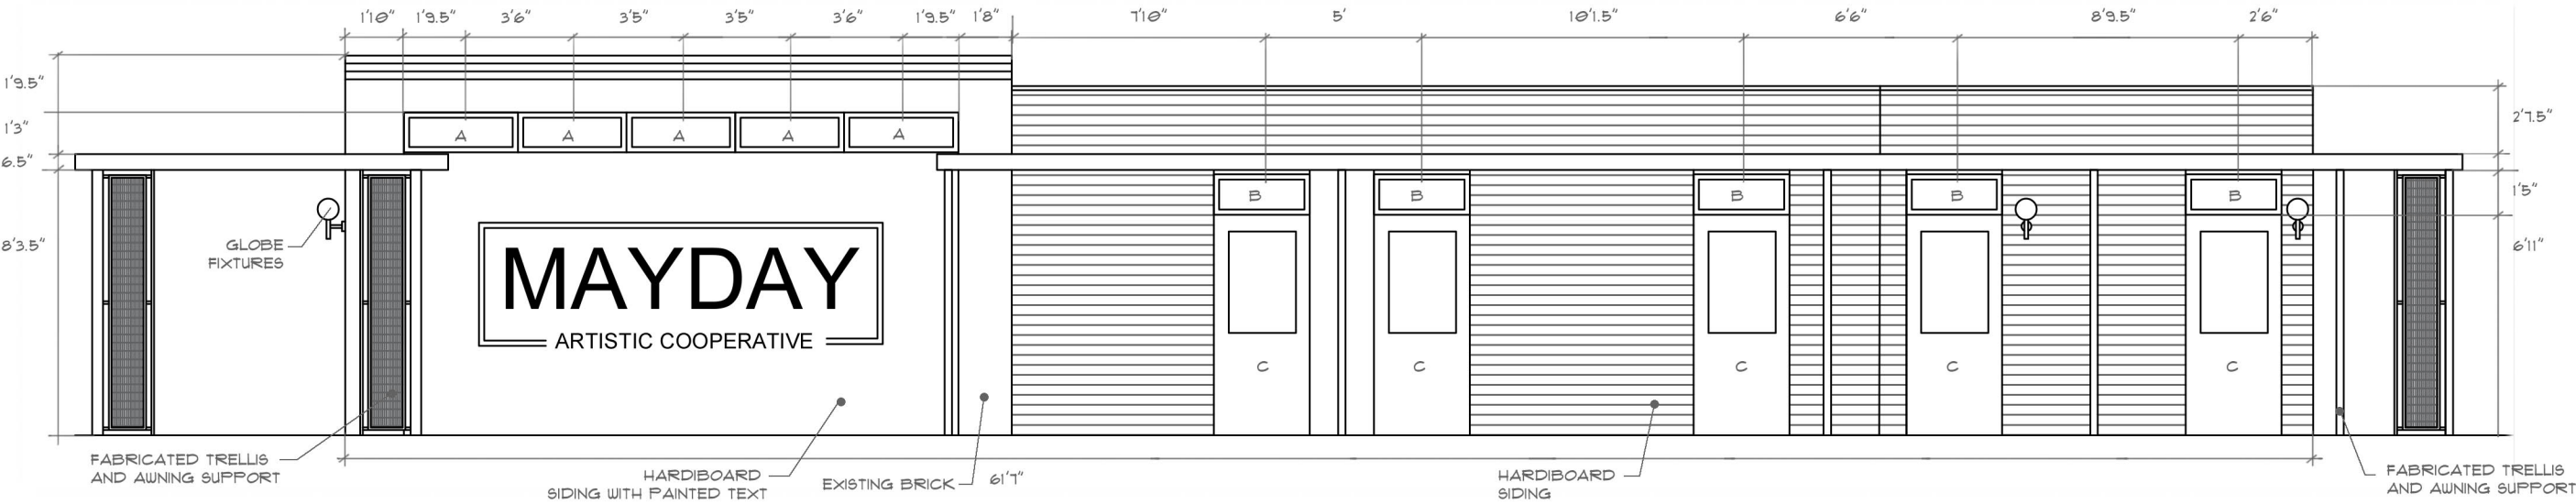 1'10" 1'9.5" 3'6" 3'5" 3'5" 3'6" 1'9.5" 1'8" 7'10" 5' 10'1.5" 6'6" 8'9.5" 2'6"
1'9.5"
1'3"
6.5"
8'3.5"
A A A A A
B B B B B
2'7.5"
1'5"
6'11"
GLOBE
FIXTURES
MAYDAY
ARTISTIC COOPERATIVE
C C C C C
FABRICATED TRELLIS
AND AWNING SUPPORT
HARDIBOARD
SIDING WITH PAINTED TEXT
EXISTING BRICK
61'7"
HARDIBOARD
SIDING
FABRICATED TRELLIS
AND AWNING SUPPORT